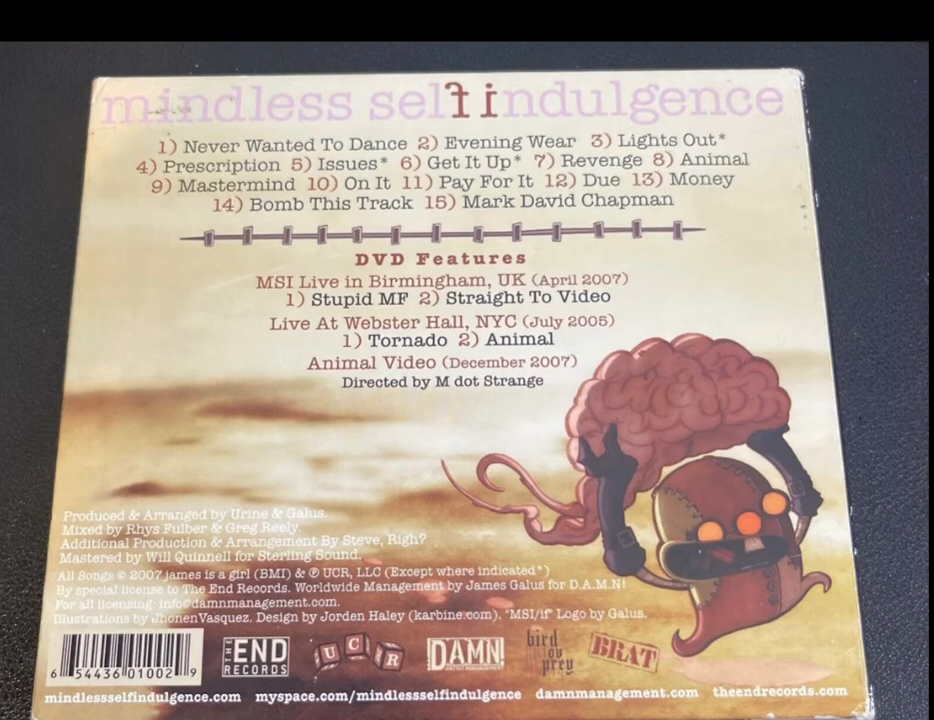 mindless self indulgence
1) Never Wanted To Dance 2) Evening Wear 3) Lights Out*
4) Prescription 5) Issues* 6) Get It Up* 7) Revenge 8) Animal
9) Mastermind 10) On It 11) Pay For It 12) Due 13) Money
14) Bomb This Track 15) Mark David Chapman
DVD Features
MSI Live in Birmingham, UK (April 2007)
1) Stupid MF 2) Straight To Video
Live At Webster Hall, NYC (July 2005)
1) Tornado 2) Animal
Animal Video (December 2007)
Directed by M dot Strange
Produced & Arranged by Urine & Galus.
Mixed by Rhys Fulber & Greg Reely.
Additional Production & Arrangement By Steve, Righ?
Mastered by Will Quinnell for Sterling Sound.
All Songs © 2007 james is a girl (BMI) & ℗ UCR, LLC (Except where indicated*)
By special license to The End Records. Worldwide Management by James Galus for D.A.M.N!
For all licensing: info@damnmanagement.com.
Illustrations by JhonenVasquez. Design by Jorden Haley (karbine.com). "MSI/if" Logo by Galus.
6 54436 01002 9
THE END RECORDS
UCR
DAMN!
bird ov prey
BRAT
mindlessselfindulgence.com myspace.com/mindlessselfindulgence damnmanagement.com theendrecords.com